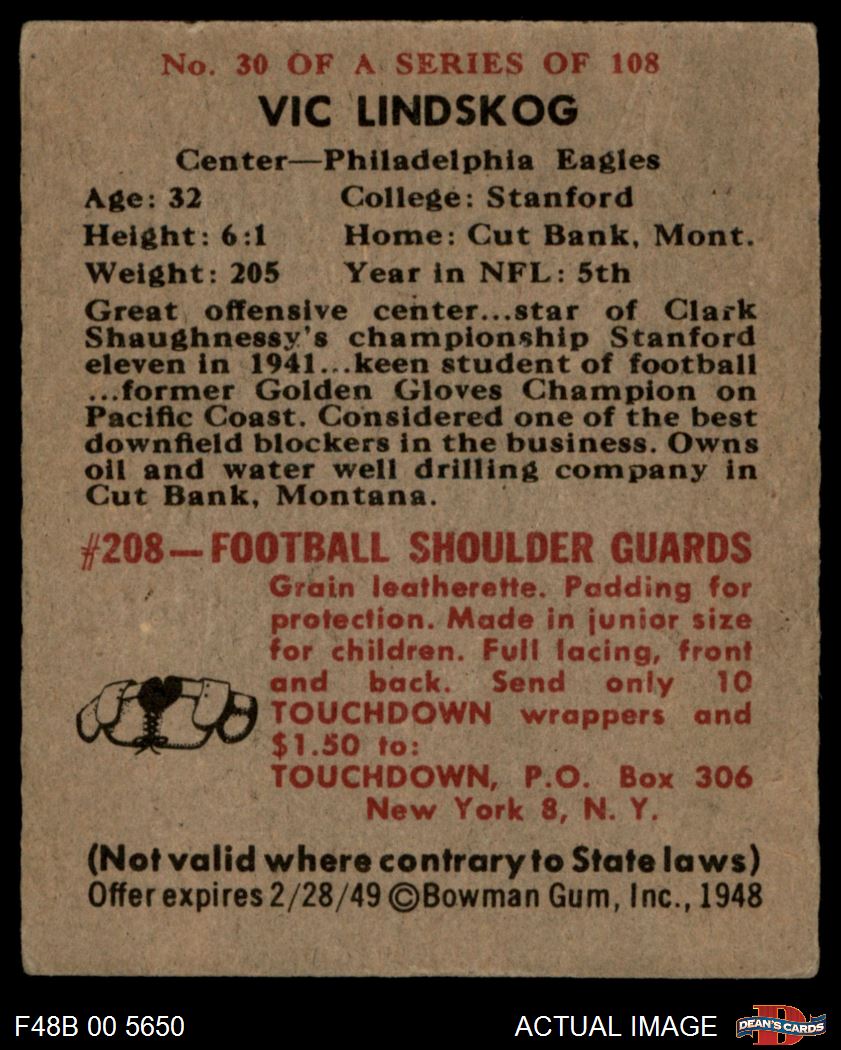 No. 30 OF A SERIES OF 108
VIC LINDSKOG
Center—Philadelphia Eagles
Age: 32 College: Stanford
Height: 6:1 Home: Cut Bank, Mont.
Weight: 205 Year in NFL: 5th
Great offensive center...star of Clark
Shaughnessy's championship Stanford
eleven in 1941...keen student of football
...former Golden Gloves Champion on
Pacific Coast. Considered one of the best
downfield blockers in the business. Owns
oil and water well drilling company in
Cut Bank, Montana.
#208—FOOTBALL SHOULDER GUARDS
Grain leatherette. Padding for
protection. Made in junior size
for children. Full lacing, front
and back. Send only 10
TOUCHDOWN wrappers and
$1.50 to:
TOUCHDOWN, P.O. Box 306
New York 8, N. Y.
(Not valid where contrary to State laws)
Offer expires 2/28/49 ©Bowman Gum, Inc., 1948
F48B 00 5650 ACTUAL IMAGE
D
DEAN'S CARDS